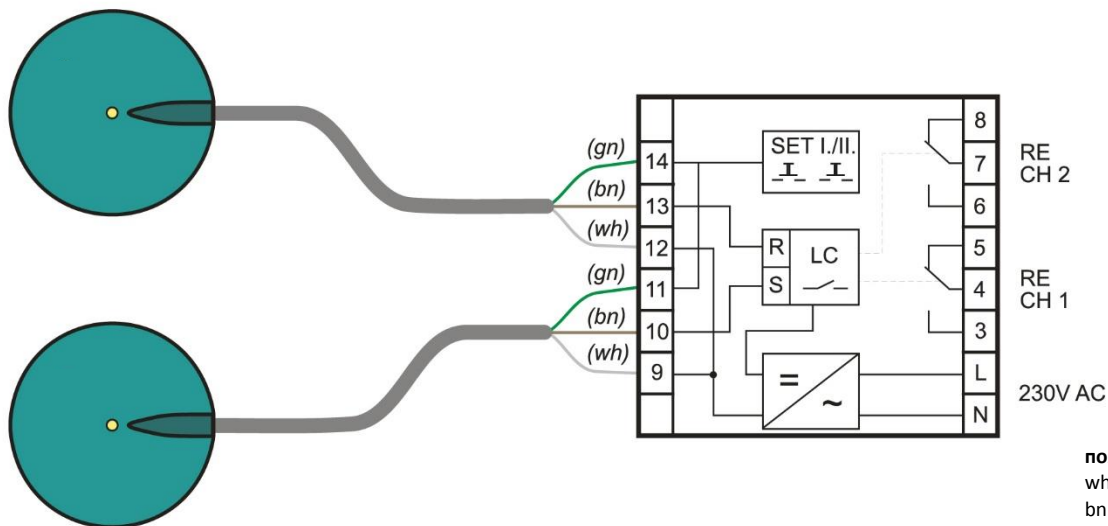 (gn)
(bn)
(wh)
(gn)
(bn)
(wh)
14
13
12
11
10
9
SET I./II.
R
S
LC
=
~
8
7
6
5
4
3
L
N
RE
CH 2
RE
CH 1
230V AC
по
wh
bn